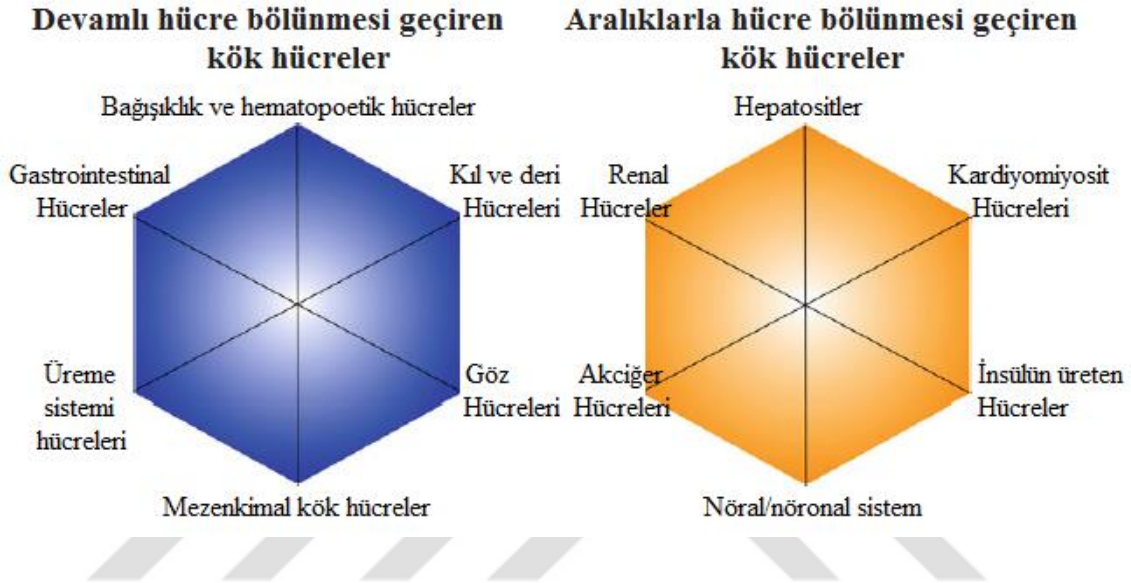 Devamlı hücre bölünmesi geçiren
kök hücreler
Bağışıklık ve hematopoetik hücreler
Gastrointestinal
Hücreler
Kıl ve deri
Hücreleri
Üreme
sistemi
hücreleri
Göz
Hücreleri
Mezenkimal kök hücreler
Aralıklarla hücre bölünmesi geçiren
kök hücreler
Hepatositler
Renal
Hücreler
Kardiyomiyosit
Hücreleri
Akciğer
Hücreleri
İnsülün üreten
Hücreler
Nöral/nöronal sistem